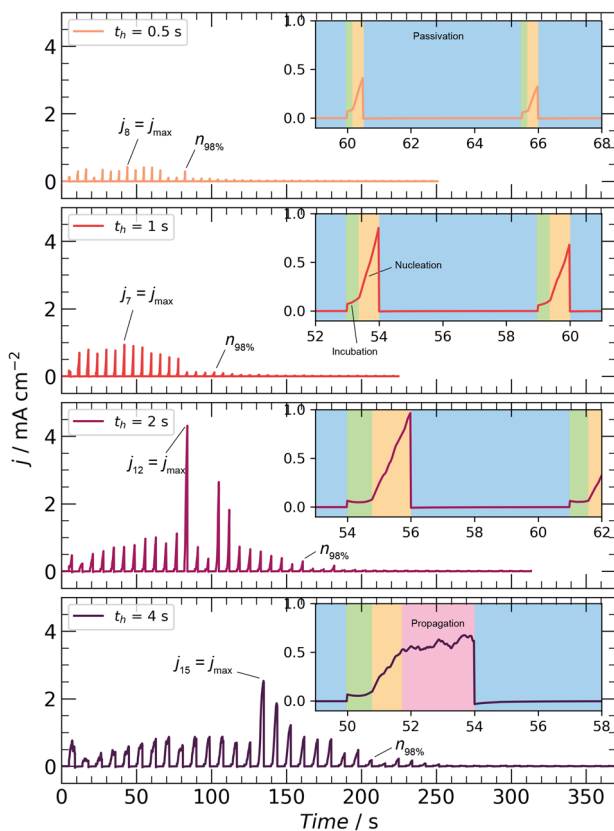 t_h = 0.5 s
j_8 = j_max
n_98%
Passivation
1.0
0.5
0.0
60 62 64 66 68
4
2
0
t_h = 1 s
j_7 = j_max
n_98%
Nucleation
Incubation
1.0
0.5
0.0
52 54 56 58 60
4
2
0
t_h = 2 s
j_12 = j_max
n_98%
1.0
0.5
0.0
54 56 58 60 62
4
2
0
t_h = 4 s
j_15 = j_max
n_98%
Propagation
1.0
0.5
0.0
50 52 54 56 58
4
2
0
0 50 100 150 200 250 300 350
j / mA cm⁻²
Time / s